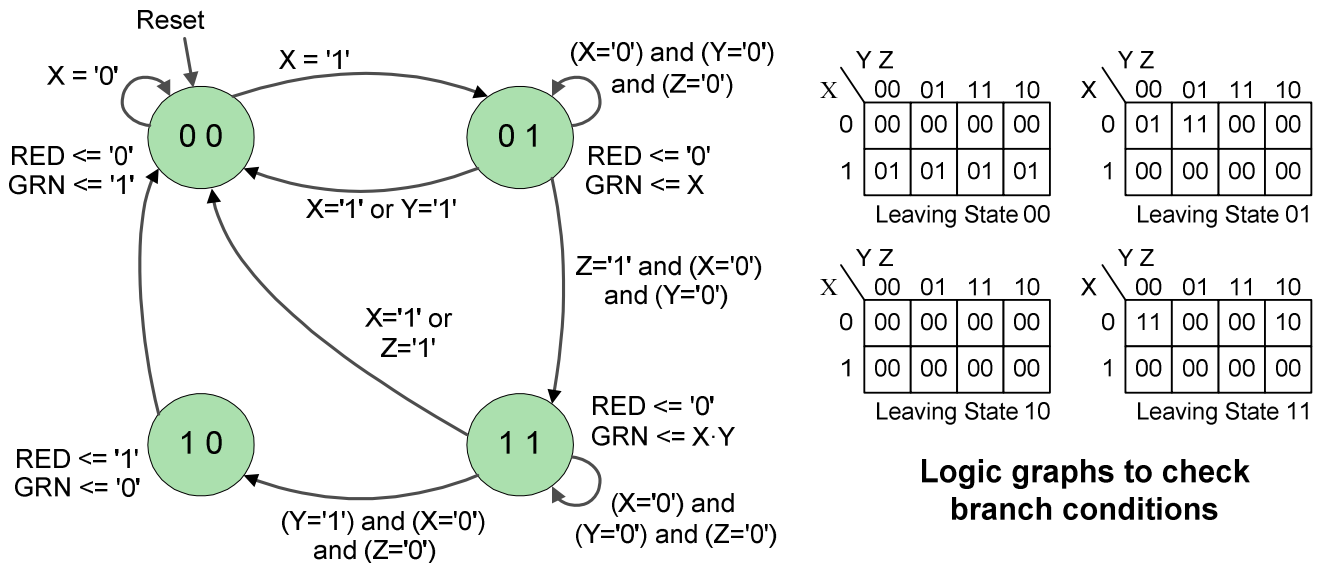 Reset
X = '0'
X = '1'
(X='0') and (Y='0')
and (Z='0')
0 0
0 1
RED <= '0'
GRN <= '1'
RED <= '0'
GRN <= X
X='1' or Y='1'
Z='1' and (X='0')
and (Y='0')
X='1' or
Z='1'
1 0
1 1
RED <= '0'
GRN <= X·Y
RED <= '1'
GRN <= '0'
(Y='1') and (X='0')
and (Z='0')
(X='0') and
(Y='0') and (Z='0')
Y Z
X 00 01 11 10
0 00 00 00 00
1 01 01 01 01
Leaving State 00
Y Z
X 00 01 11 10
0 01 11 00 00
1 00 00 00 00
Leaving State 01
Y Z
X 00 01 11 10
0 00 00 00 00
1 00 00 00 00
Leaving State 10
Y Z
X 00 01 11 10
0 11 00 00 10
1 00 00 00 00
Leaving State 11
Logic graphs to check
branch conditions